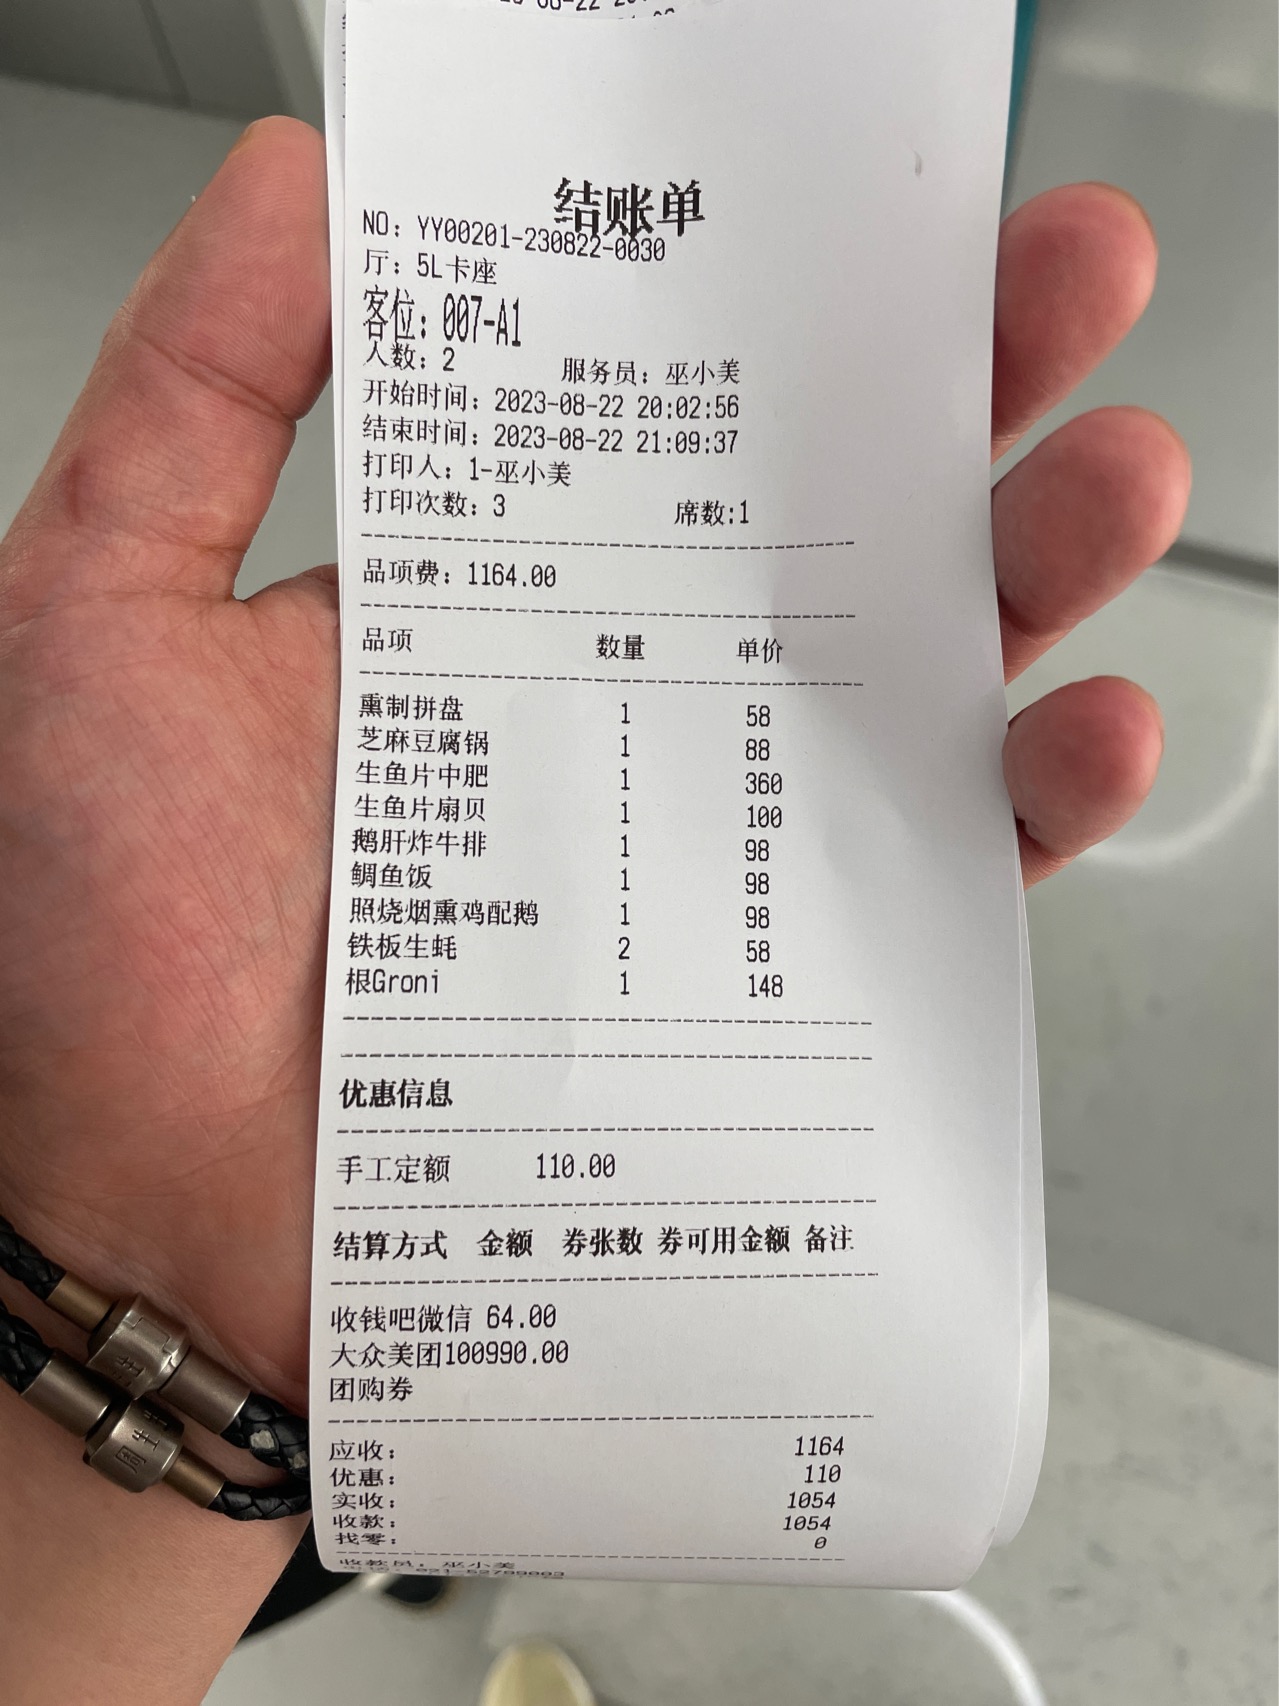 结账单
NO: YY00201-230822-0030
厅: 5L卡座
客位: 007-A1
人数: 2 服务员: 巫小美
开始时间: 2023-08-22 20:02:56
结束时间: 2023-08-22 21:09:37
打印人: 1-巫小美
打印次数: 3 席数:1
品项费: 1164.00
品项 数量 单价
熏制拼盘 1 58
芝麻豆腐锅 1 88
生鱼片中肥 1 360
生鱼片扇贝 1 100
鹅肝炸牛排 1 98
鲷鱼饭 1 98
照烧烟熏鸡配鹅 1 98
铁板生蚝 2 58
根Groni 1 148
优惠信息
手工定额 110.00
结算方式 金额 券张数 券可用金额 备注
收钱吧微信 64.00
大众美团100990.00
团购券
应收: 1164
优惠: 110
实收: 1054
收款: 1054
找零: 0
收款员: 巫小美